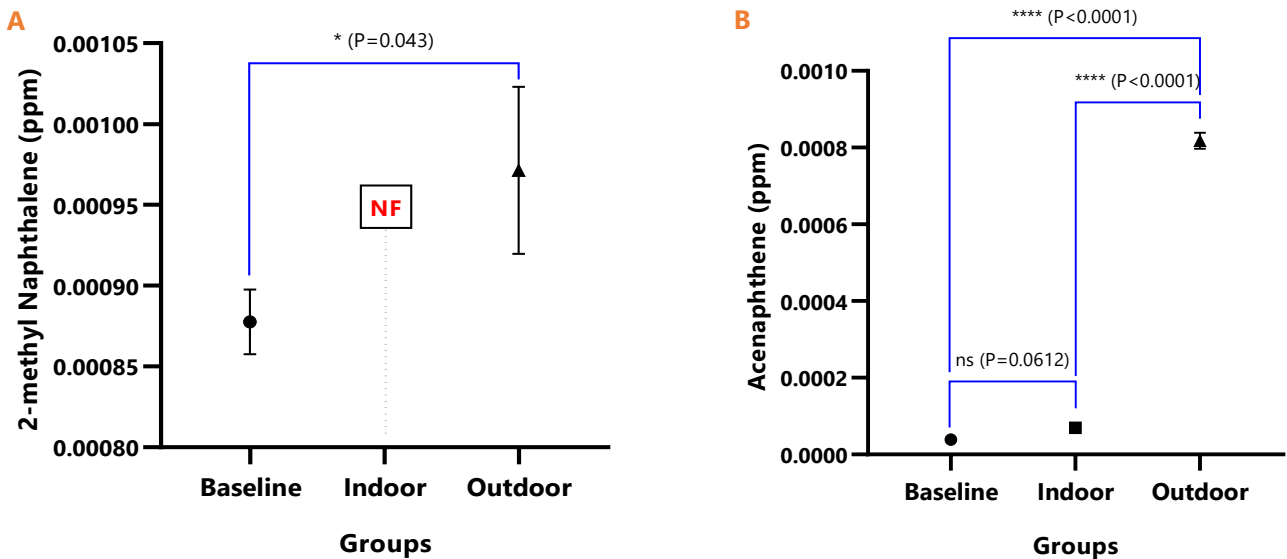 A
* (P=0.043)
2-methyl Naphthalene (ppm)
0.00105
0.00100
0.00095
0.00090
0.00085
0.00080
NF
Baseline
Indoor
Outdoor
Groups
B
**** (P<0.0001)
**** (P<0.0001)
ns (P=0.0612)
Acenaphthene (ppm)
0.0010
0.0008
0.0006
0.0004
0.0002
0.0000
Baseline
Indoor
Outdoor
Groups